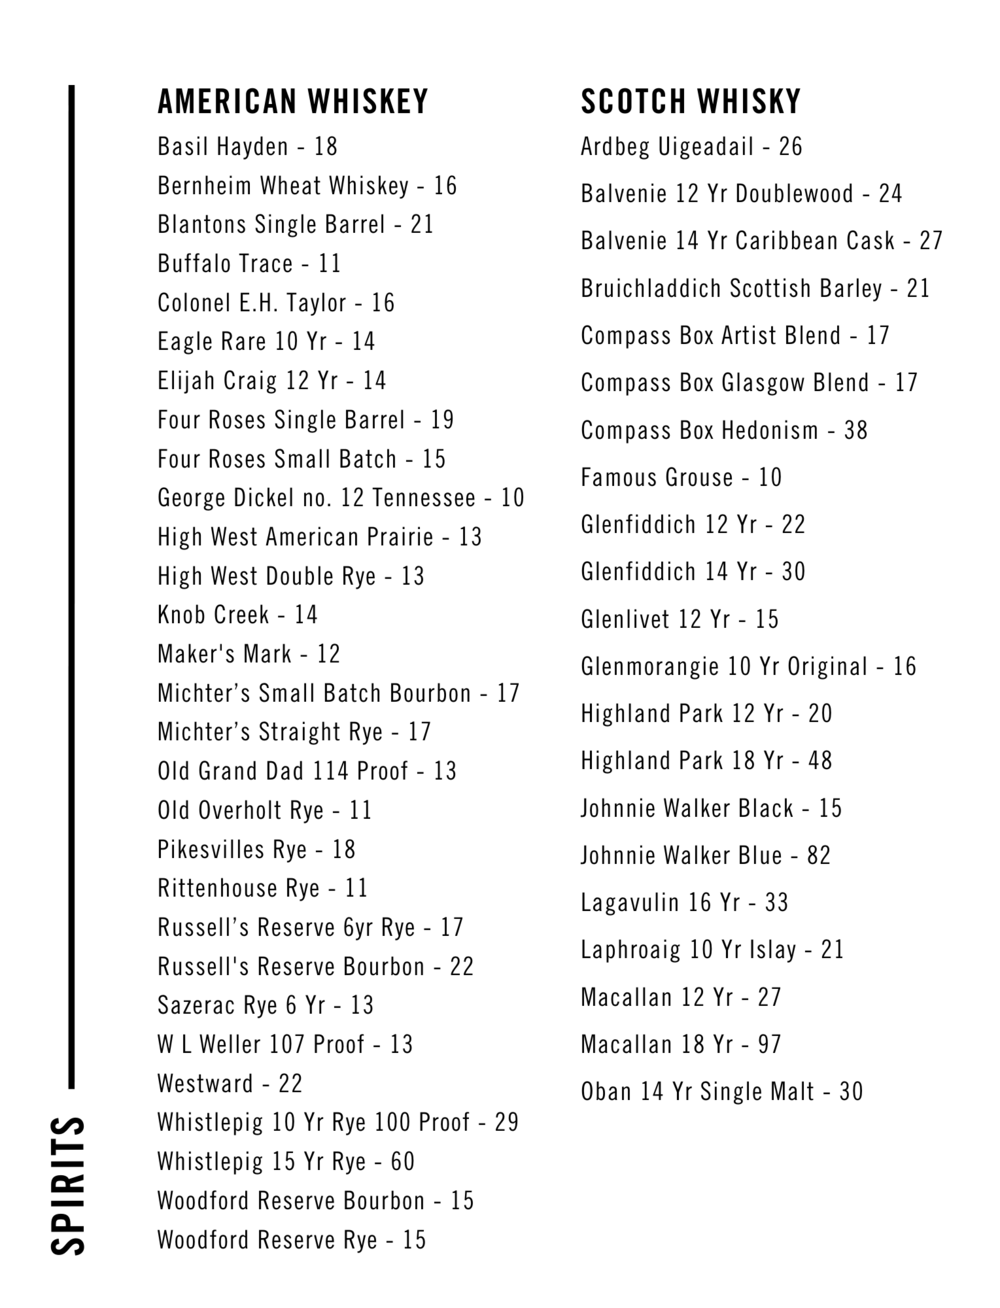 AMERICAN WHISKEY
Basil Hayden - 18
Bernheim Wheat Whiskey - 16
Blantons Single Barrel - 21
Buffalo Trace - 11
Colonel E.H. Taylor - 16
Eagle Rare 10 Yr - 14
Elijah Craig 12 Yr - 14
Four Roses Single Barrel - 19
Four Roses Small Batch - 15
George Dickel no. 12 Tennessee - 10
High West American Prairie - 13
High West Double Rye - 13
Knob Creek - 14
Maker's Mark - 12
Michter’s Small Batch Bourbon - 17
Michter’s Straight Rye - 17
Old Grand Dad 114 Proof - 13
Old Overholt Rye - 11
Pikesvilles Rye - 18
Rittenhouse Rye - 11
Russell’s Reserve 6yr Rye - 17
Russell's Reserve Bourbon - 22
Sazerac Rye 6 Yr - 13
W L Weller 107 Proof - 13
Westward - 22
Whistlepig 10 Yr Rye 100 Proof - 29
Whistlepig 15 Yr Rye - 60
Woodford Reserve Bourbon - 15
Woodford Reserve Rye - 15
SCOTCH WHISKY
Ardbeg Uigeadail - 26
Balvenie 12 Yr Doublewood - 24
Balvenie 14 Yr Caribbean Cask - 27
Bruichladdich Scottish Barley - 21
Compass Box Artist Blend - 17
Compass Box Glasgow Blend - 17
Compass Box Hedonism - 38
Famous Grouse - 10
Glenfiddich 12 Yr - 22
Glenfiddich 14 Yr - 30
Glenlivet 12 Yr - 15
Glenmorangie 10 Yr Original - 16
Highland Park 12 Yr - 20
Highland Park 18 Yr - 48
Johnnie Walker Black - 15
Johnnie Walker Blue - 82
Lagavulin 16 Yr - 33
Laphroaig 10 Yr Islay - 21
Macallan 12 Yr - 27
Macallan 18 Yr - 97
Oban 14 Yr Single Malt - 30
SPIRITS